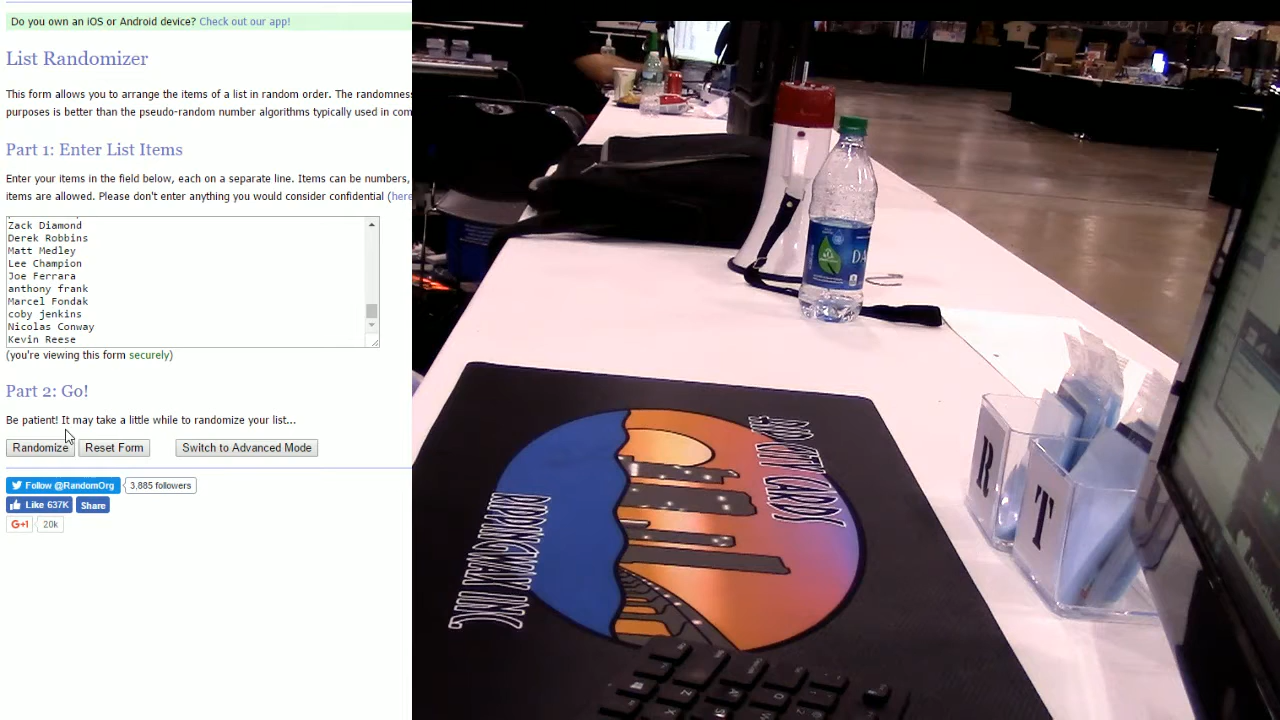 Do you own an iOS or Android device? Check out our app!
List Randomizer
This form allows you to arrange the items of a list in random order. The randomness
purposes is better than the pseudo-random number algorithms typically used in com
Part 1: Enter List Items
Enter your items in the field below, each on a separate line. Items can be numbers,
items are allowed. Please don't enter anything you would consider confidential (here
Zack Diamond
Derek Robbins
Matt Medley
Lee Champion
Joe Ferrara
anthony frank
Marcel Fondak
coby jenkins
Nicolas Conway
Kevin Reese
(you're viewing this form securely)
Part 2: Go!
Be patient! It may take a little while to randomize your list...
Randomize Reset Form Switch to Advanced Mode
Follow @RandomOrg 3,885 followers
Like 637K Share
G+1 20k
DA
R
T
RIPPINGWAX INC.